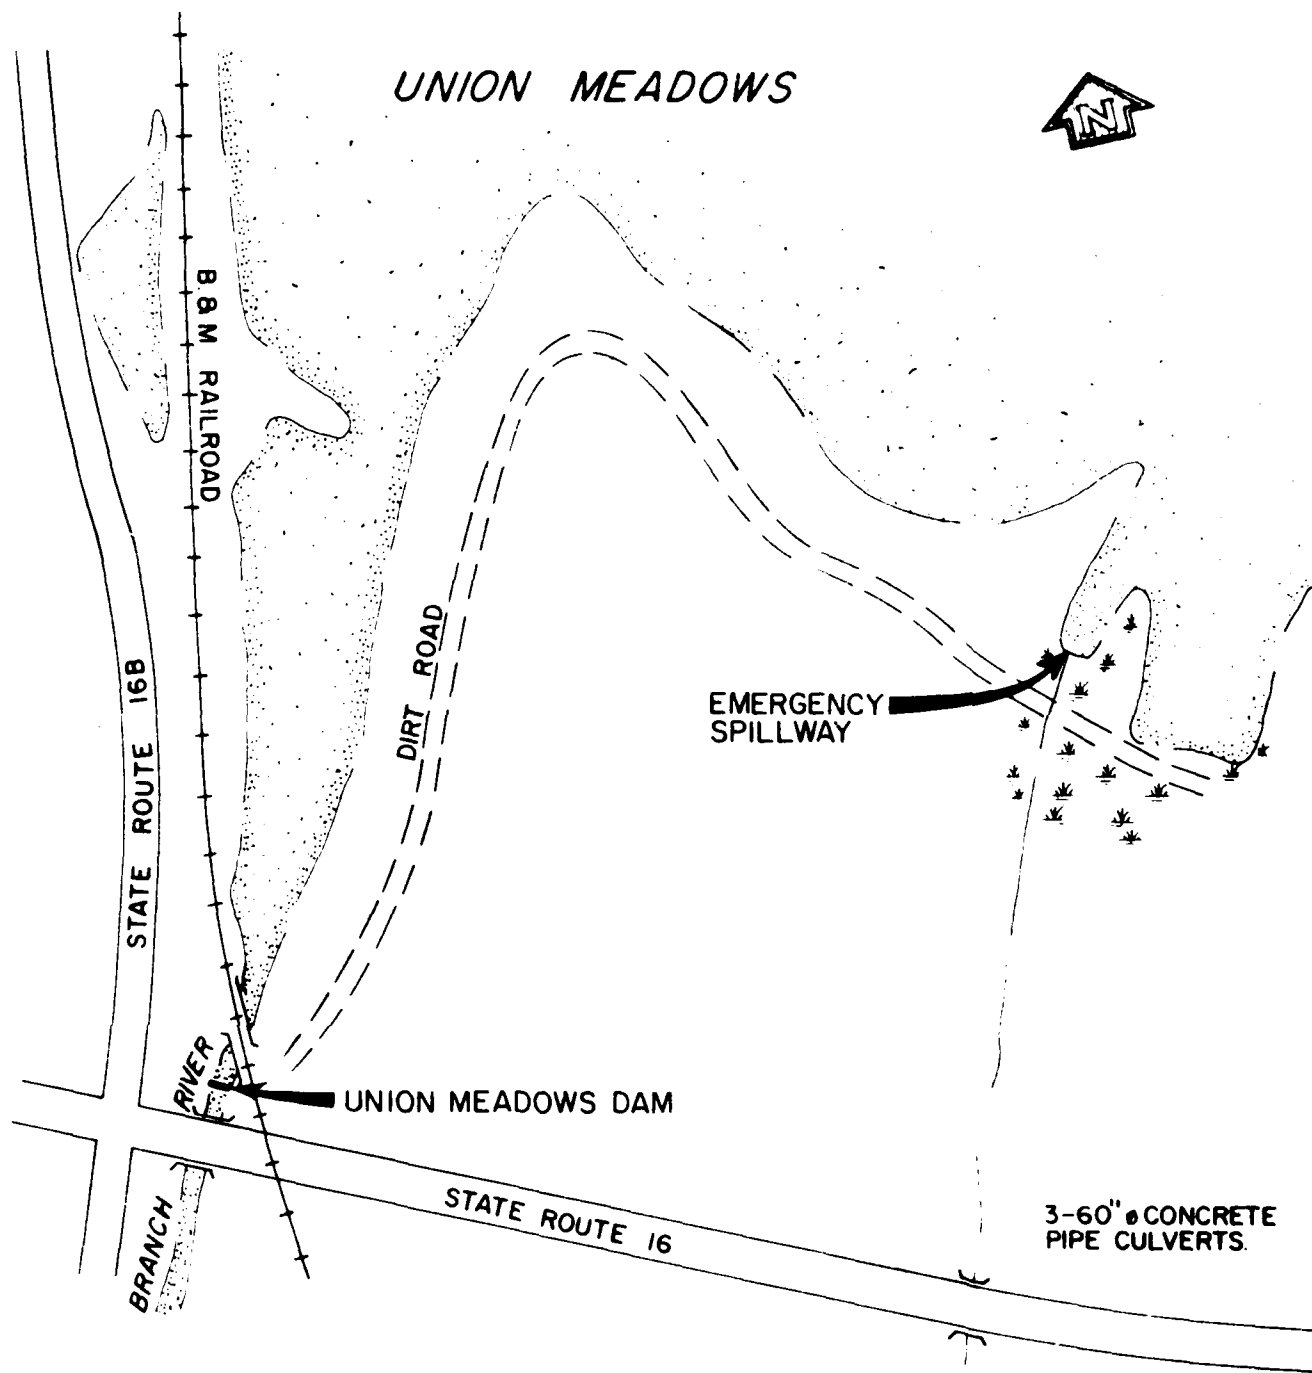 UNION MEADOWS
N
B. & M RAILROAD
DIRT ROAD
STATE ROUTE 16B
EMERGENCY
SPILLWAY
RIVER
UNION MEADOWS DAM
STATE ROUTE 16
BRANCH
3-60" ø CONCRETE
PIPE CULVERTS.